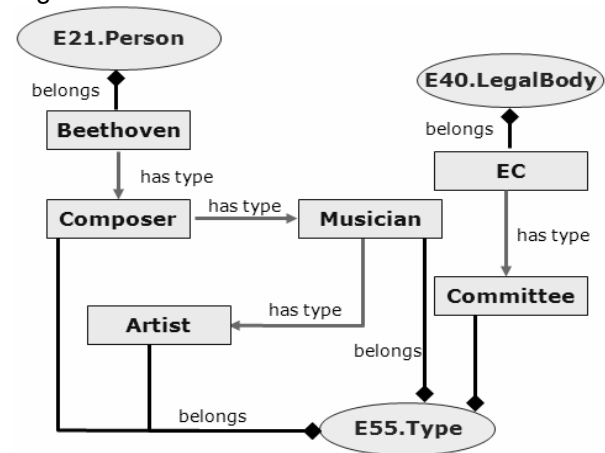 E21.Person
E40.LegalBody
belongs
belongs
Beethoven
EC
has type
Composer
has type
Musician
has type
Committee
Artist
has type
belongs
belongs
E55.Type